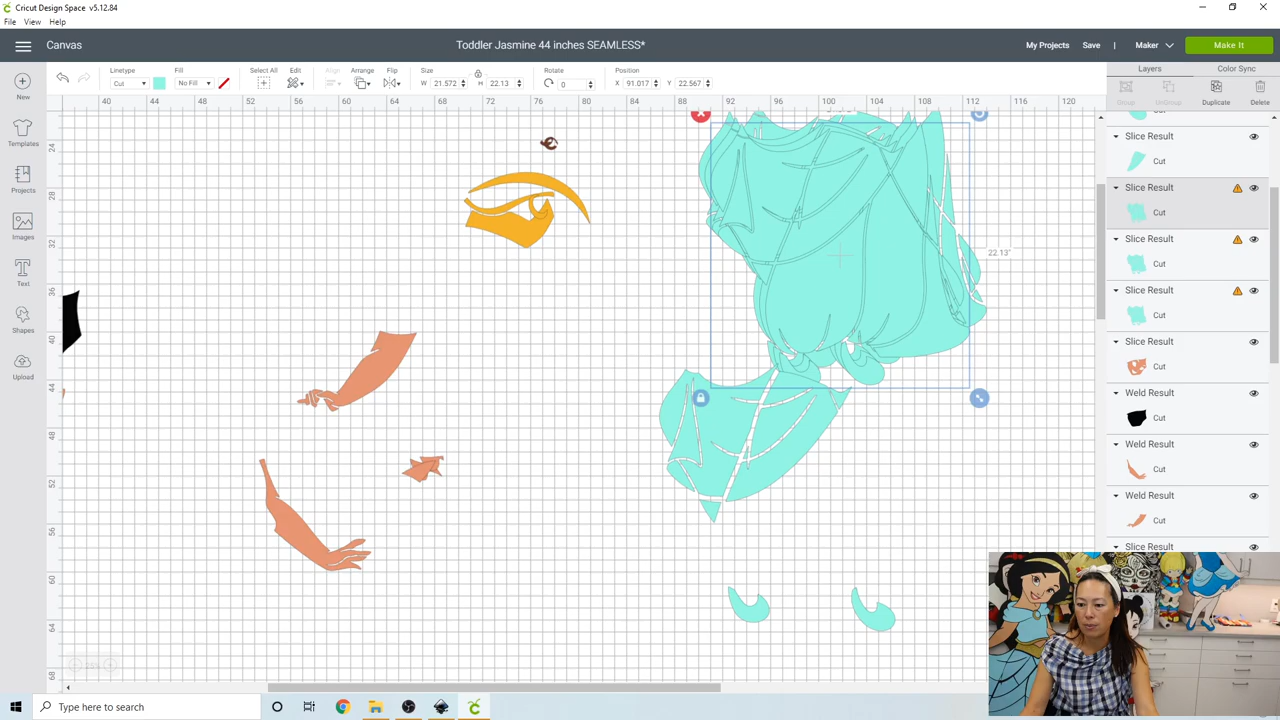 Cricut Design Space v5.12.84
File View Help
Canvas
Toddler Jasmine 44 inches SEAMLESS*
My Projects Save | Maker Make It
Linetype Fill Select All Edit Align Arrange Flip Size Rotate Position
Cut No Fill W 21.572 H 22.13 0 X 91.017 Y 22.567
Layers Color Sync
Group UnGroup Duplicate Delete
New
Templates
Projects
Images
Text
Shapes
Upload
40 44 48 52 56 60 64 68 72 76 80 84 88 92 96 100 104 108 112 116 120
24
28
32
36
40
44
48
52
56
60
64
68
22.13"
25%
Cut
Slice Result
Cut
Slice Result
Cut
Slice Result
Cut
Slice Result
Cut
Slice Result
Cut
Weld Result
Cut
Weld Result
Cut
Weld Result
Cut
Slice Result
Type here to search